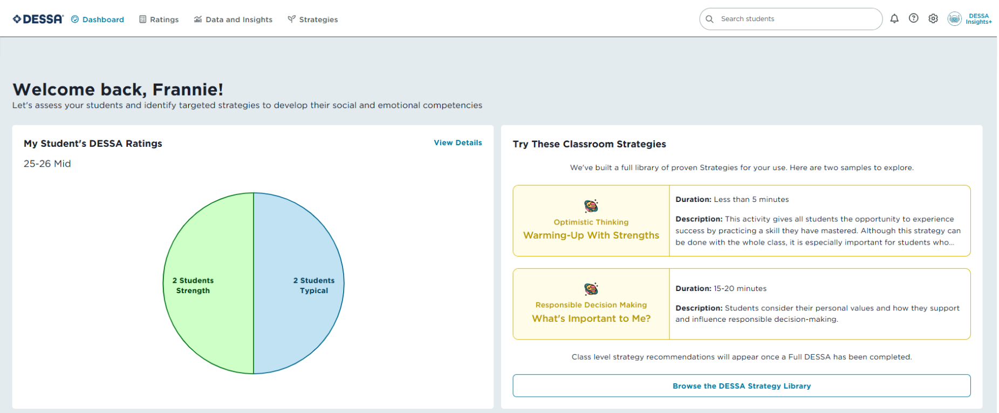 DESSA
Dashboard
Ratings
Data and Insights
Strategies
Search students
DESSA
Insights+
Welcome back, Frannie!
Let's assess your students and identify targeted strategies to develop their social and emotional competencies
My Student's DESSA Ratings
View Details
25-26 Mid
2 Students
Strength
2 Students
Typical
Try These Classroom Strategies
We've built a full library of proven Strategies for your use. Here are two samples to explore.
Optimistic Thinking
Warming-Up With Strengths
Duration: Less than 5 minutes
Description: This activity gives all students the opportunity to experience
success by practicing a skill they have mastered. Although this strategy can
be done with the whole class, it is especially important for students who...
Responsible Decision Making
What's Important to Me?
Duration: 15-20 minutes
Description: Students consider their personal values and how they support
and influence responsible decision-making.
Class level strategy recommendations will appear once a Full DESSA has been completed.
Browse the DESSA Strategy Library